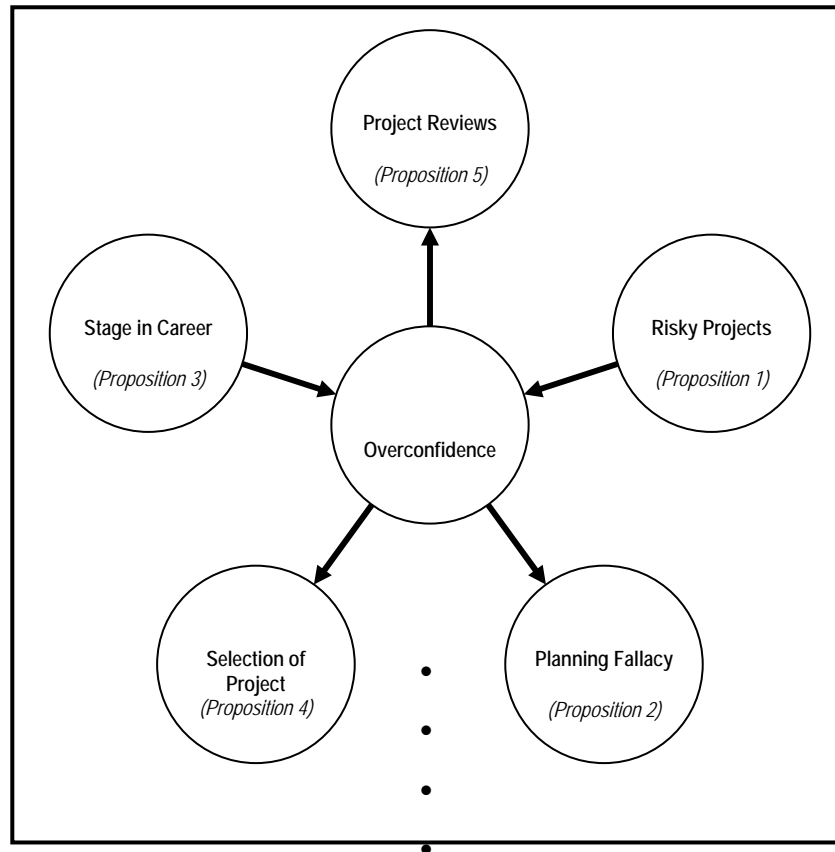 Project Reviews
(Proposition 5)
Stage in Career
(Proposition 3)
Risky Projects
(Proposition 1)
Overconfidence
Selection of
Project
(Proposition 4)
Planning Fallacy
(Proposition 2)